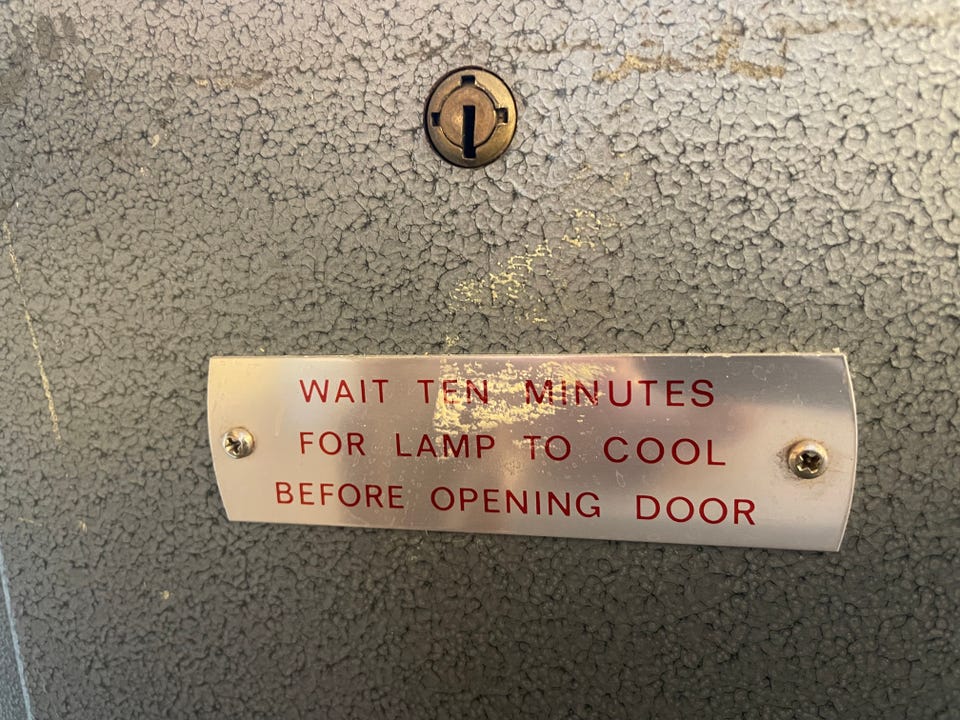 WAIT TEN MINUTES
FOR LAMP TO COOL
BEFORE OPENING DOOR